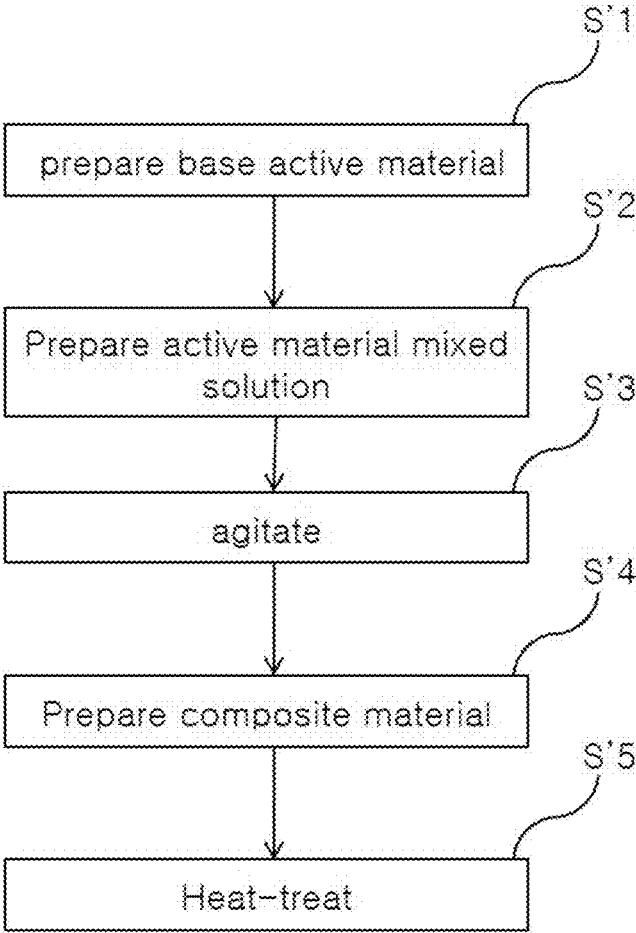 S'1
prepare base active material
S'2
Prepare active material mixed
solution
S'3
agitate
S'4
Prepare composite material
S'5
Heat-treat